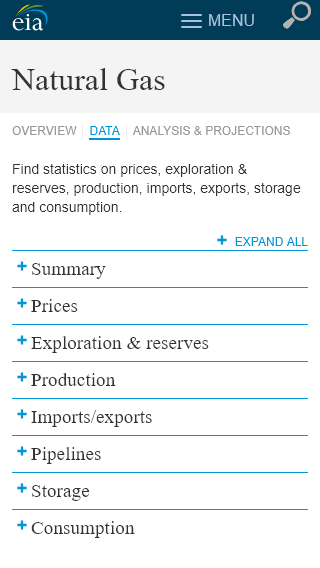 eia
MENU
Natural Gas
OVERVIEW DATA ANALYSIS & PROJECTIONS
Find statistics on prices, exploration &
reserves, production, imports, exports, storage
and consumption.
+ EXPAND ALL
+ Summary
+ Prices
+ Exploration & reserves
+ Production
+ Imports/exports
+ Pipelines
+ Storage
+ Consumption